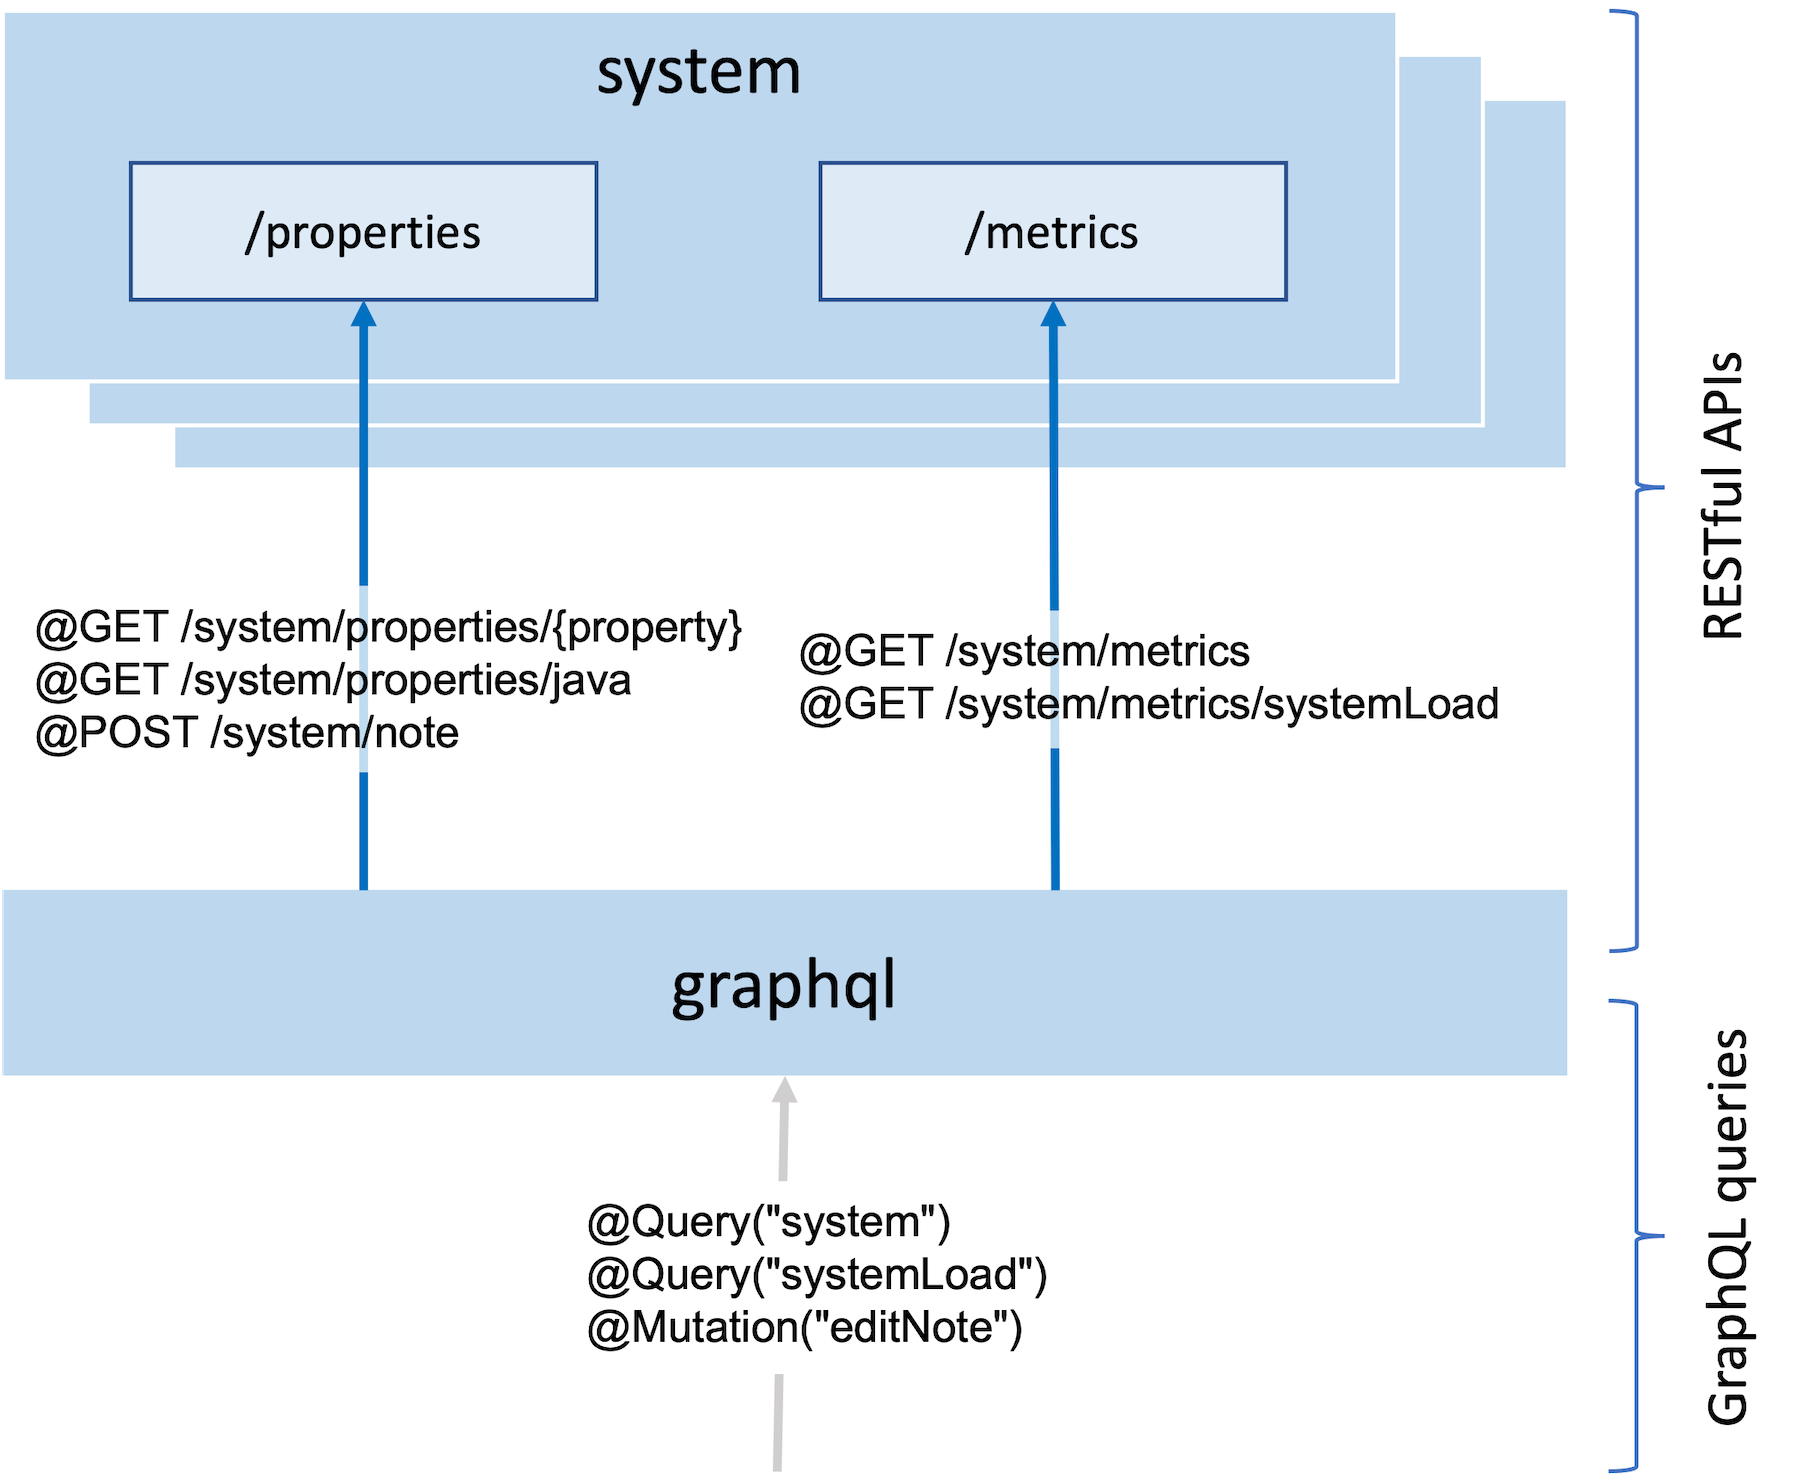 system
/properties
/metrics
@GET /system/properties/{property}
@GET /system/properties/java
@POST /system/note
@GET /system/metrics
@GET /system/metrics/systemLoad
RESTful APIs
graphql
@Query("system")
@Query("systemLoad")
@Mutation("editNote")
GraphQL queries